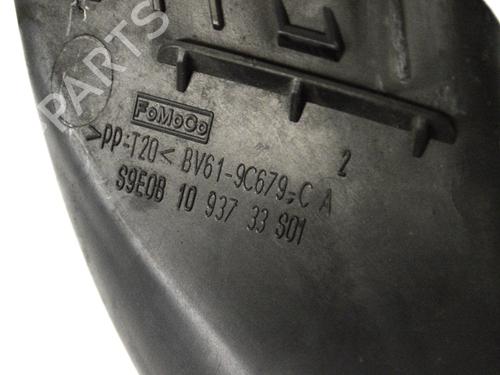 FoMoCo
2
>PP-T20< BV61-9C679-C A
S9E0B 10 937 33 S01
PARTS